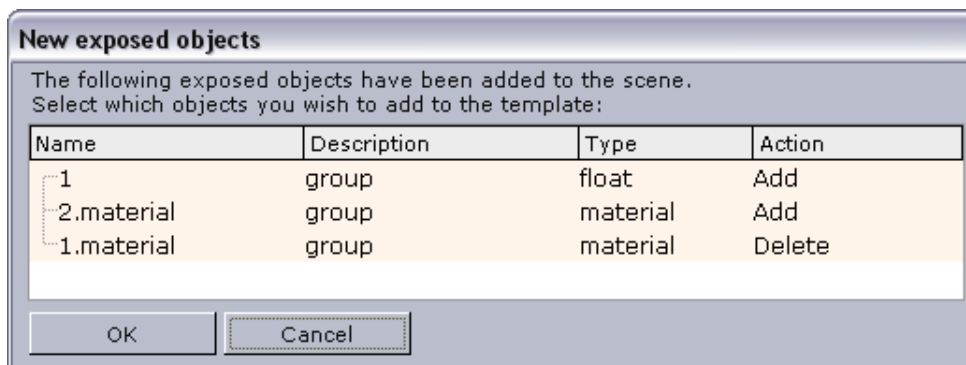 New exposed objects
The following exposed objects have been added to the scene.
Select which objects you wish to add to the template:
Name Description Type Action
1 group float Add
2.material group material Add
1.material group material Delete
OK Cancel